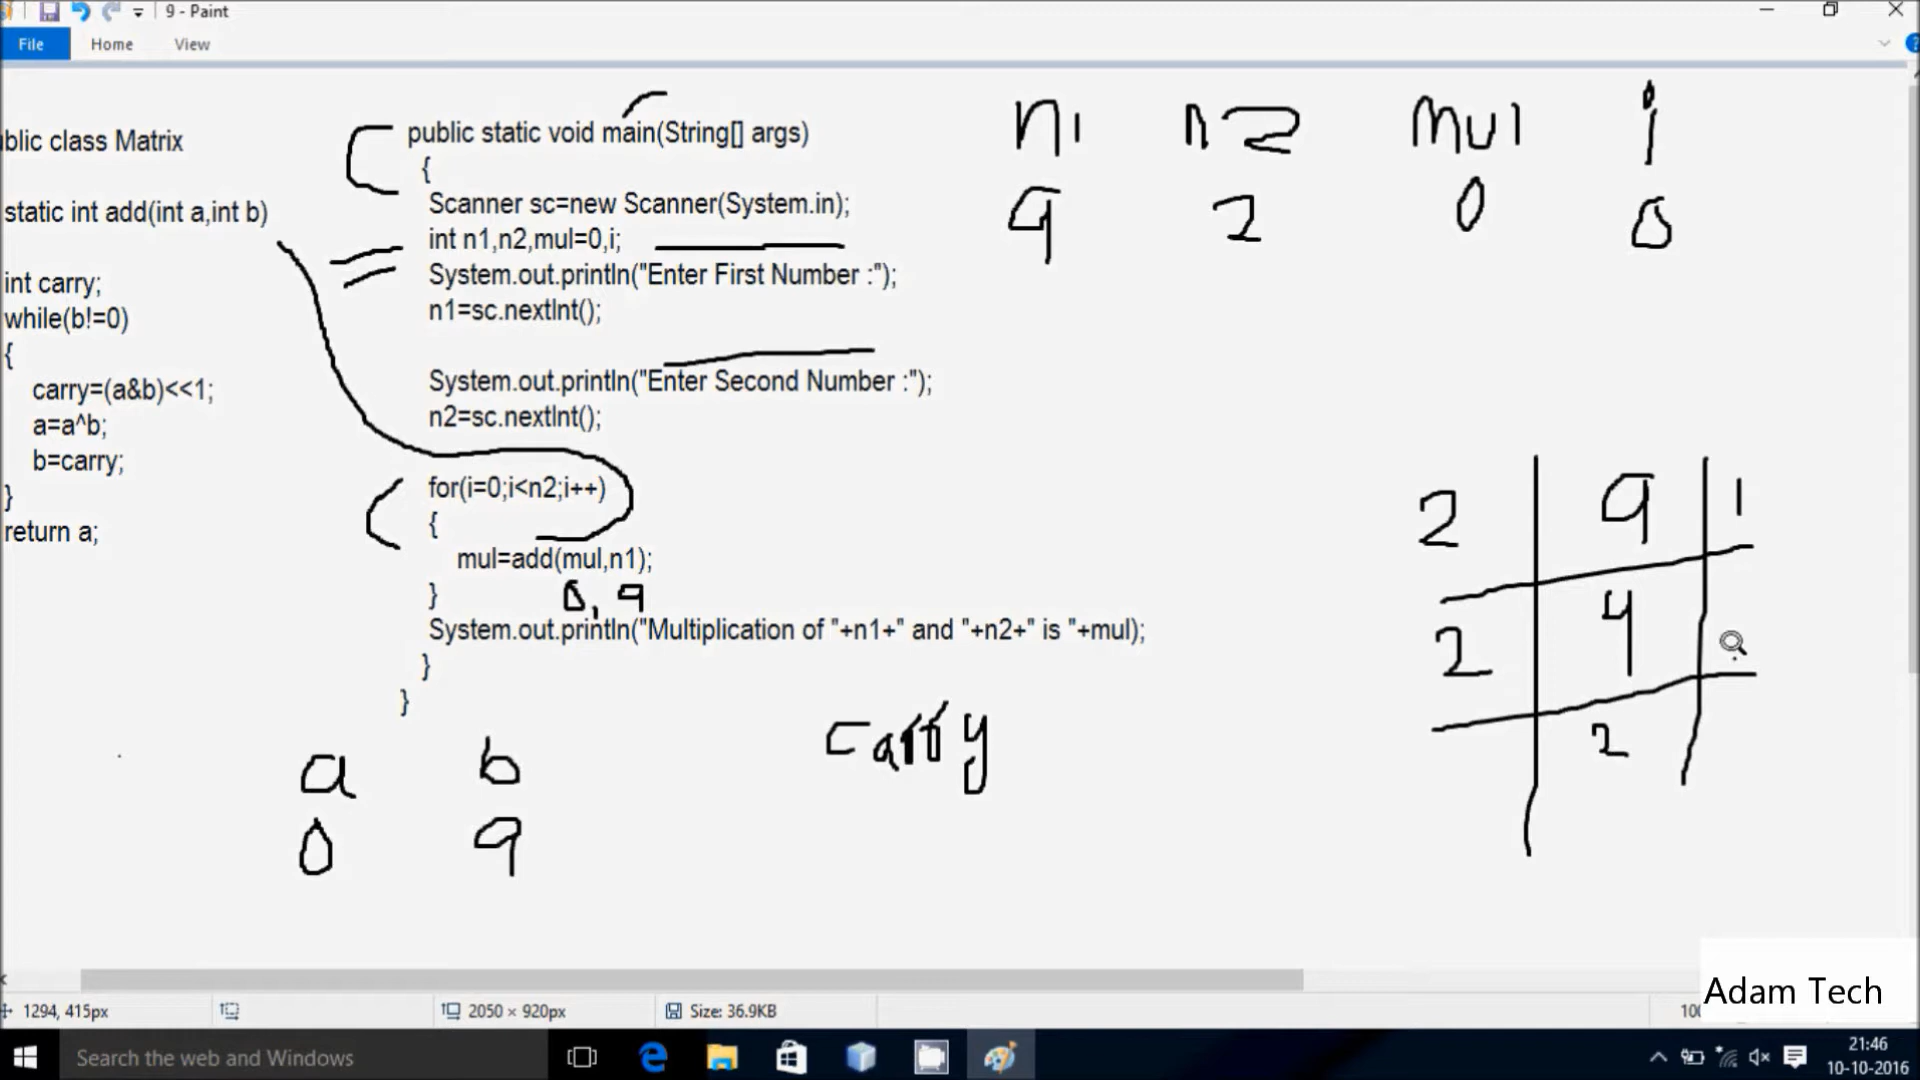 9 - Paint
File Home View
ublic class Matrix
static int add(int a,int b)
int carry;
while(b!=0)
{
carry=(a&b)<<1;
a=a^b;
b=carry;
}
return a;
public static void main(String[] args)
{
Scanner sc=new Scanner(System.in);
int n1,n2,mul=0,i;
System.out.println("Enter First Number :");
n1=sc.nextInt();
System.out.println("Enter Second Number :");
n2=sc.nextInt();
for(i=0;i<n2;i++)
{
mul=add(mul,n1);
}
0, 9
System.out.println("Multiplication of "+n1+" and "+n2+" is "+mul);
}
}
n1 n2 mul i
9 2 0 0
2 9 1
2 4
2
a b carry
0 9
1294, 415px
2050 × 920px
Size: 36.9KB
100
Adam Tech
Search the web and Windows
21:46
10-10-2016